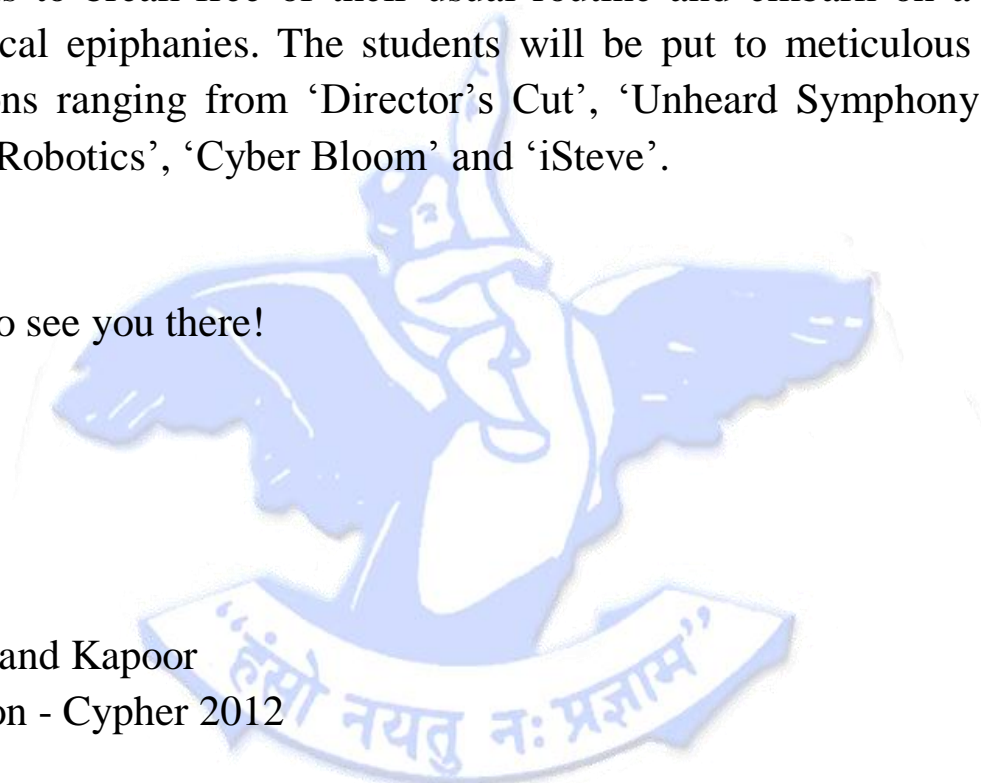 cal epiphanies. The students will be put to meticulous
ons ranging from ‘Director’s Cut’, ‘Unheard Symphony
Robotics’, ‘Cyber Bloom’ and ‘iSteve’.
o see you there!
and Kapoor
on - Cypher 2012
“हंसो नयतु नः प्रज्ञाम”